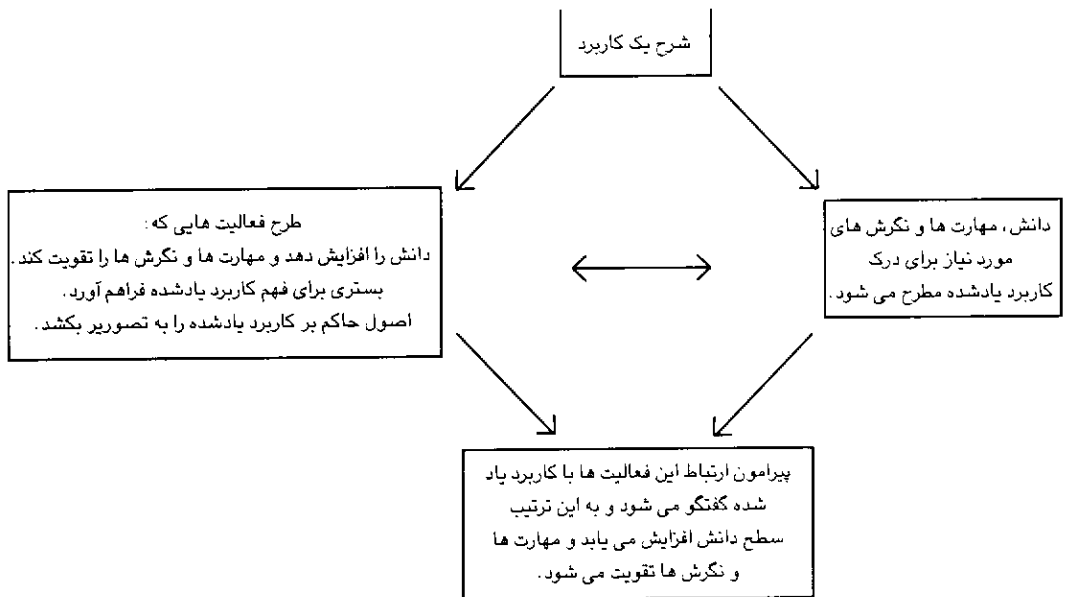 شرح یک کاربرد
دانش، مهارت ها و نگرش های
مورد نیاز برای درک
کاربرد یادشده مطرح می شود.
طرح فعالیت هایی که:
دانش را افزایش دهد و مهارت ها و نگرش ها را تقویت کند.
بستری برای فهم کاربرد یادشده فراهم آورد.
اصول حاکم بر کاربرد یادشده را به تصوریر بکشد.
پیرامون ارتباط این فعالیت ها با کاربرد یاد
شده گفتگو می شود و به این ترتیب
سطح دانش افزایش می یابد و مهارت ها
و نگرش ها تقویت می شود.